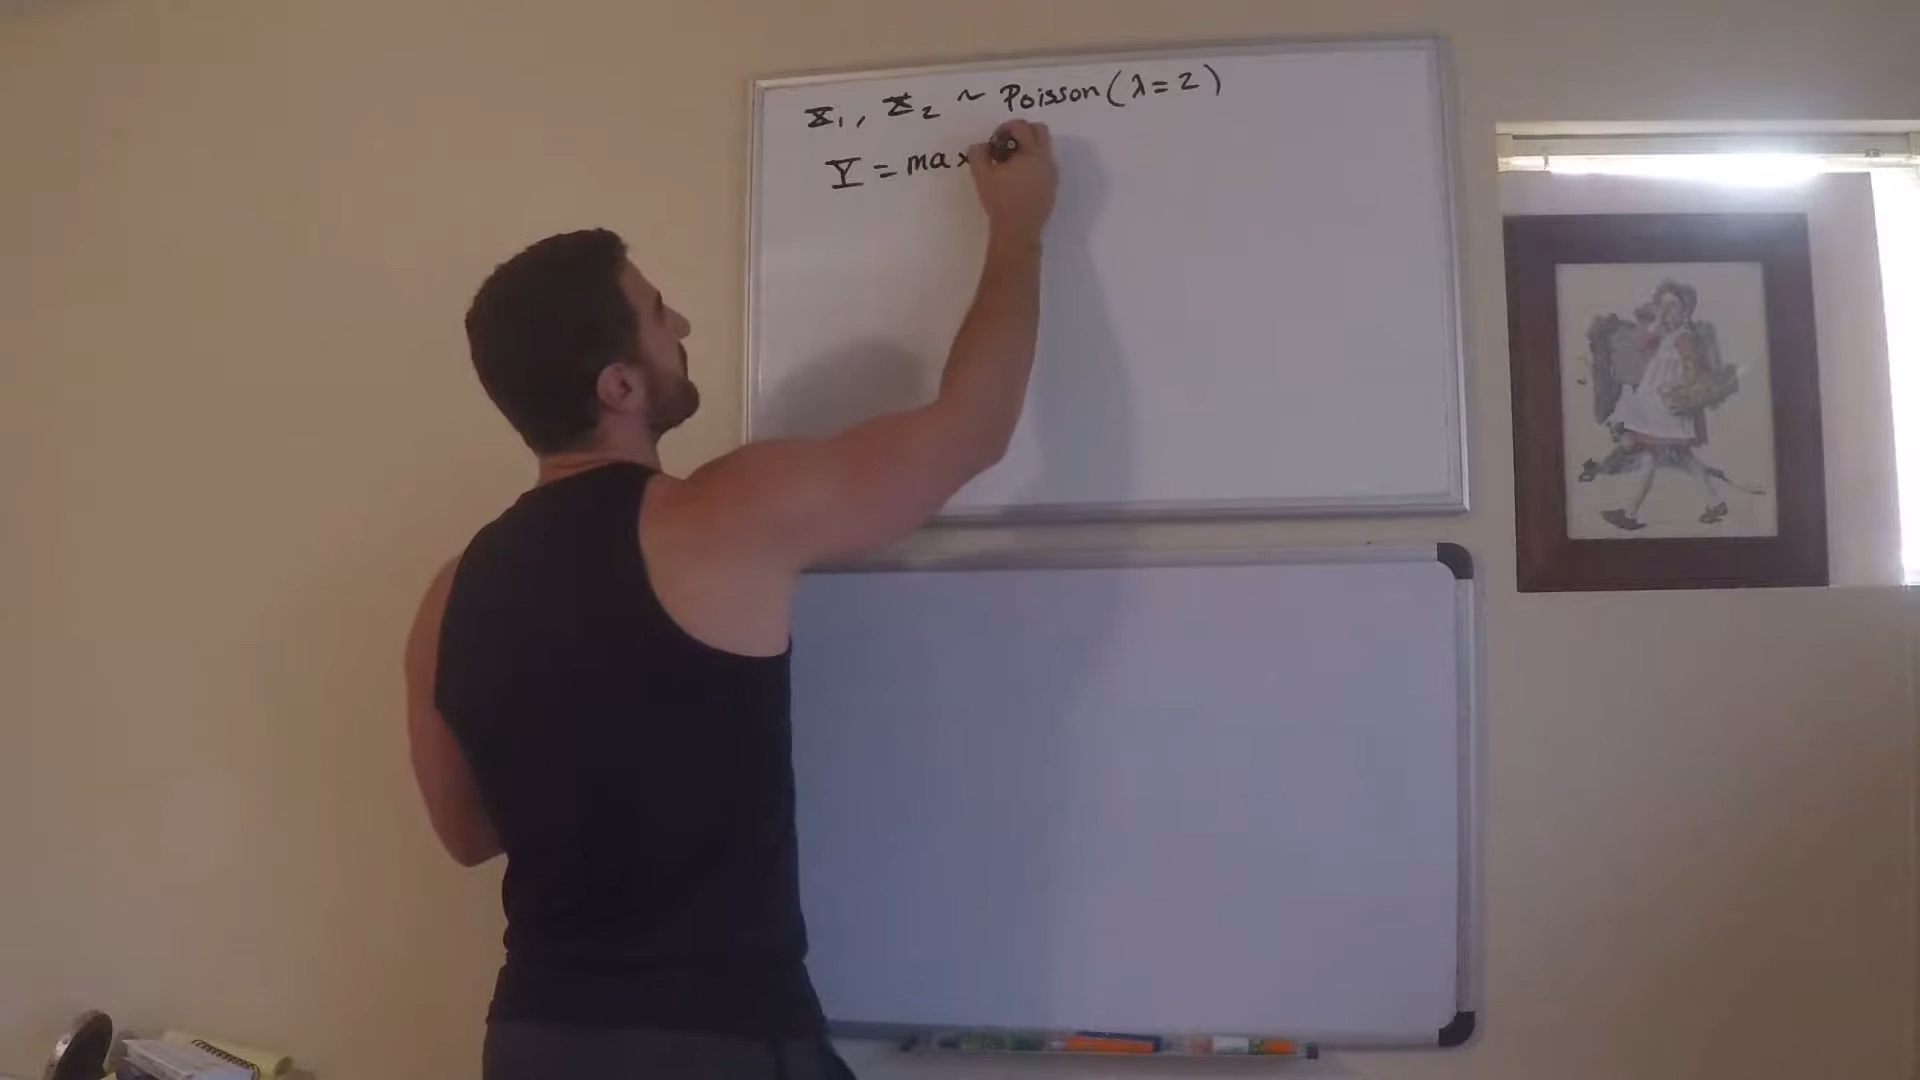 X₁, X₂ ~ Poisson(λ=2)
Y = max